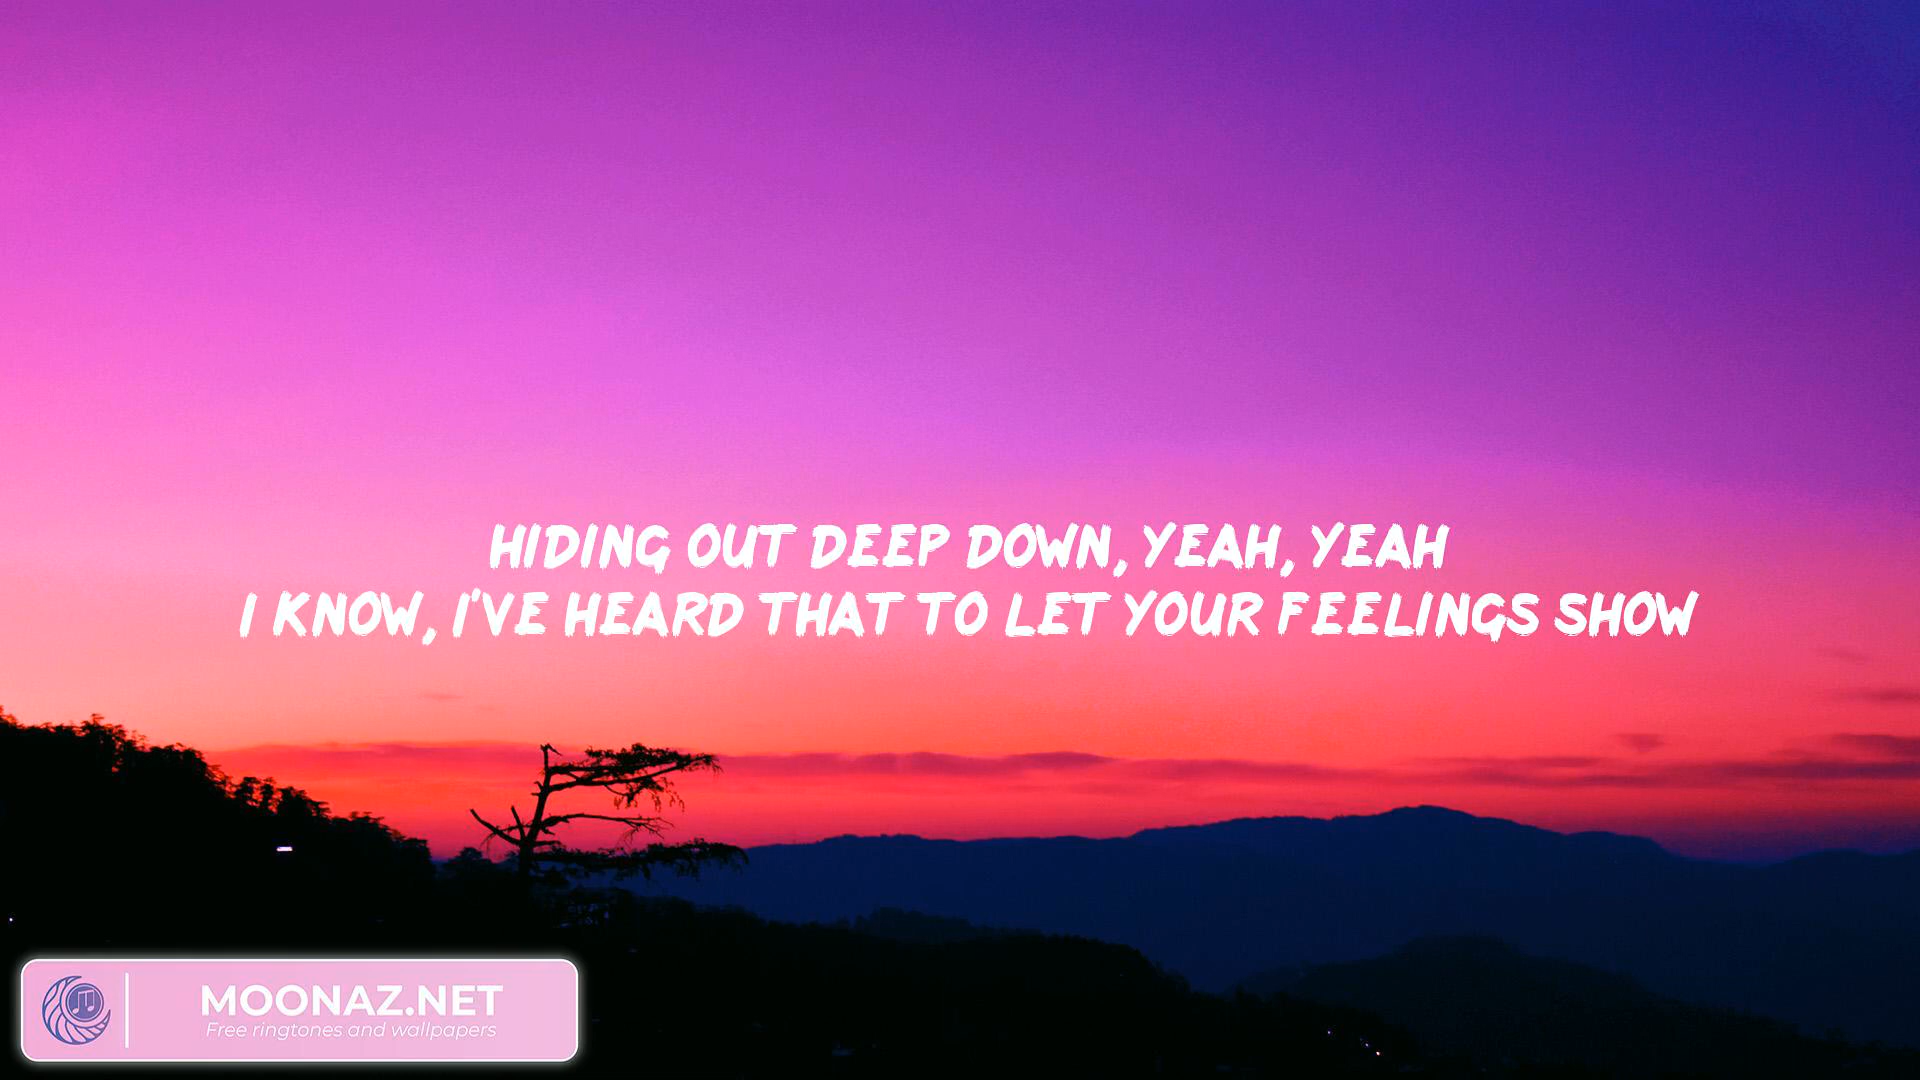 HIDING OUT DEEP DOWN, YEAH, YEAH
I KNOW, I'VE HEARD THAT TO LET YOUR FEELINGS SHOW
MOONAZ.NET
Free ringtones and wallpapers